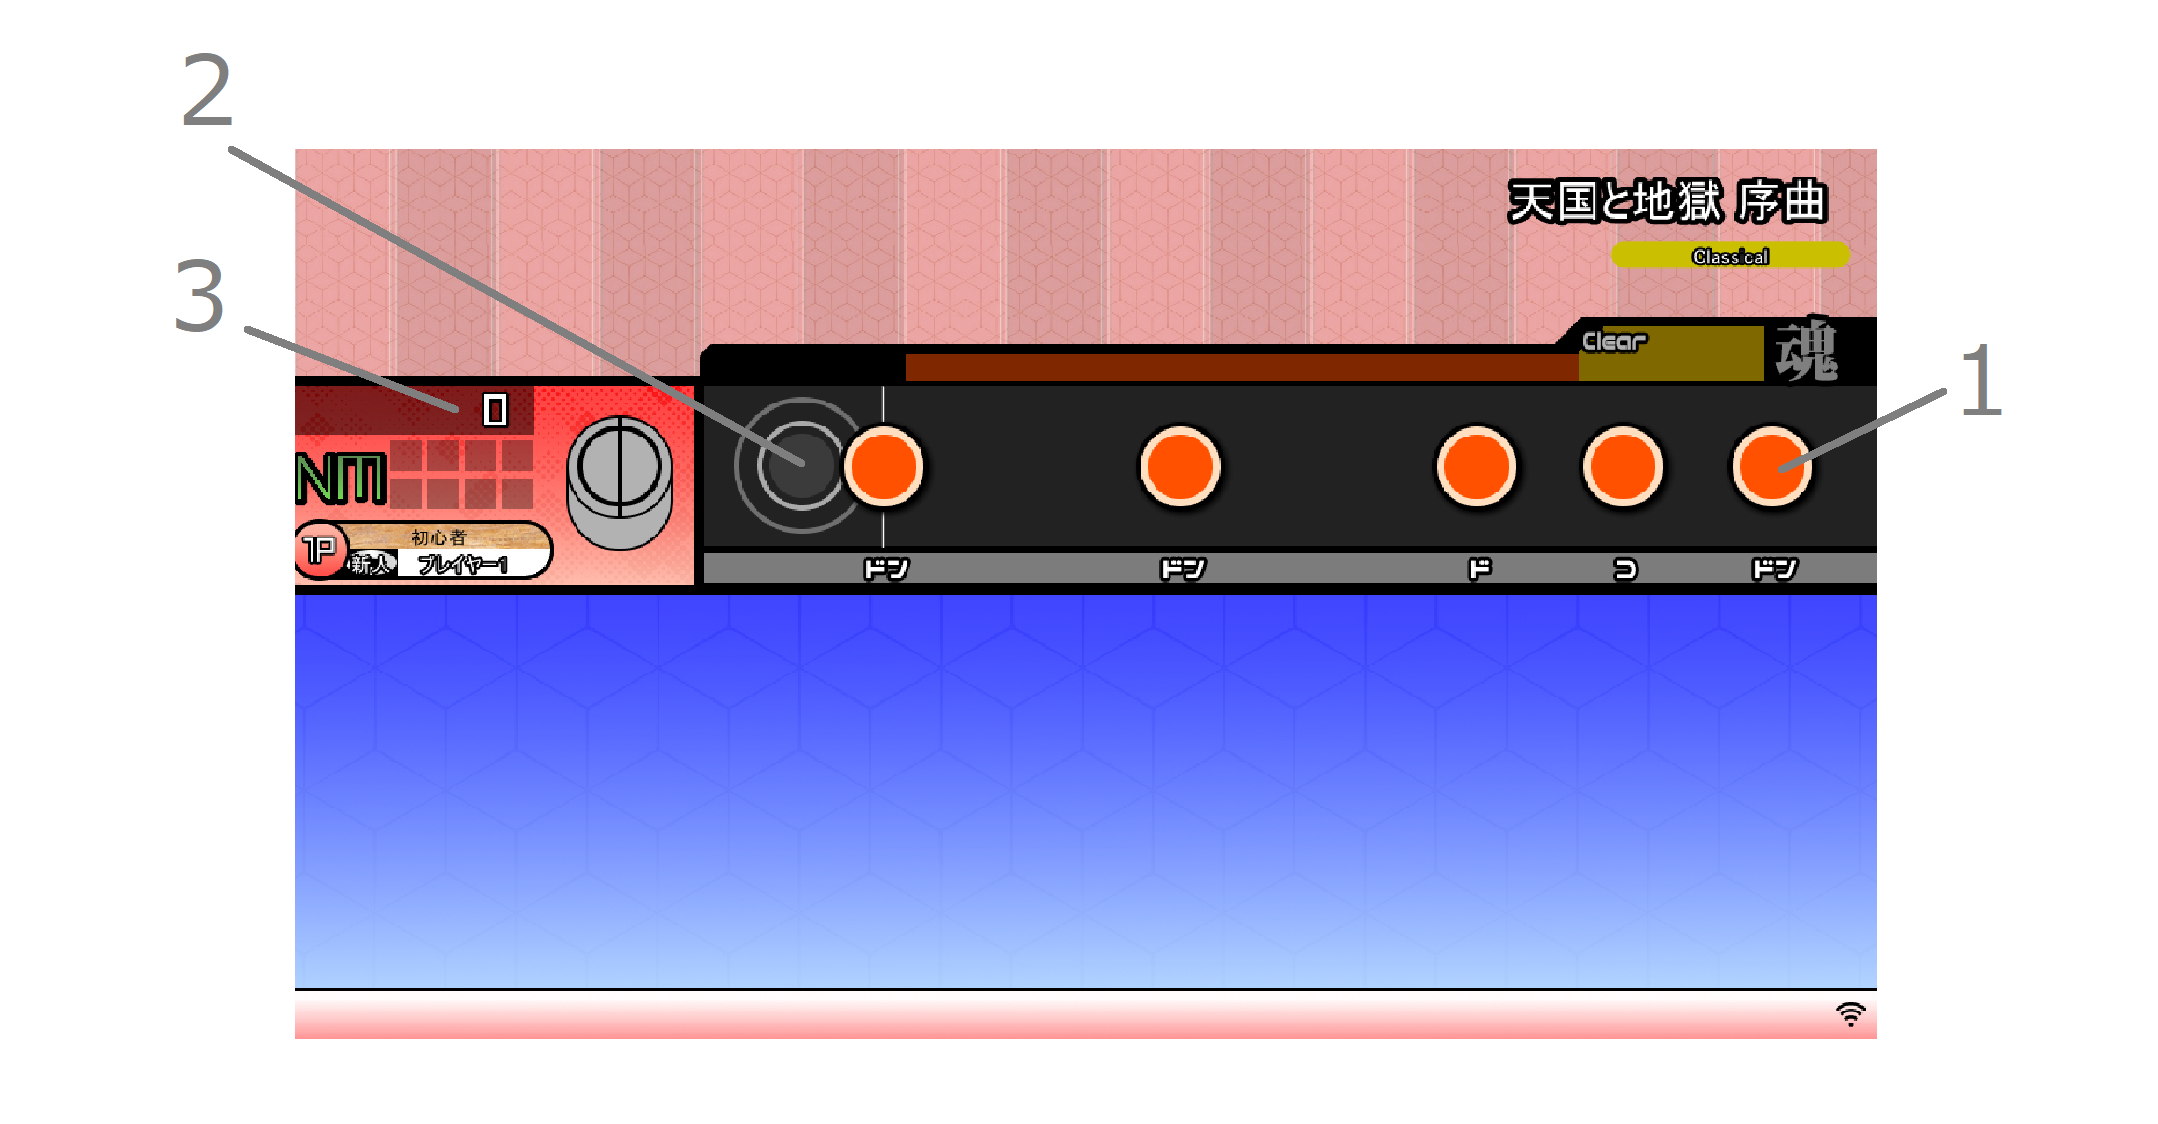 2
天国と地獄 序曲
Classical
3
Clear
魂
1
0
NM
初心者
1P
新人
プレイヤー1
ドン ドン ド コ ドン